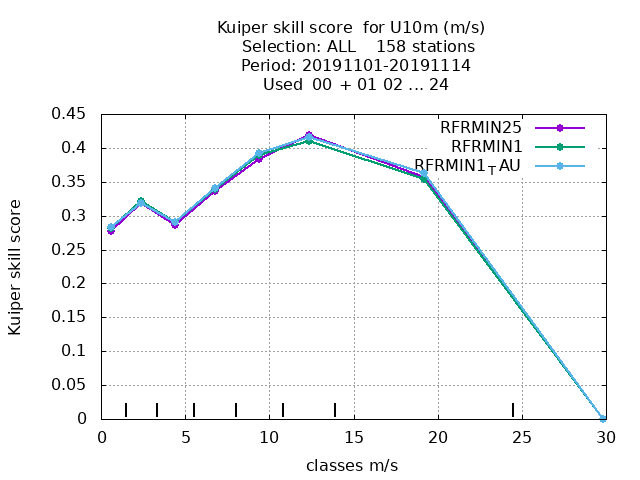 Kuiper skill score  for U10m (m/s)
Selection: ALL    158 stations
Period: 20191101-20191114
Used  00 + 01 02 ... 24
0.45
0.4
0.35
0.3
0.25
0.2
0.15
0.1
0.05
0
Kuiper skill score
RFRMIN25
RFRMIN1
RFRMIN1TAU
0 5 10 15 20 25 30
classes m/s